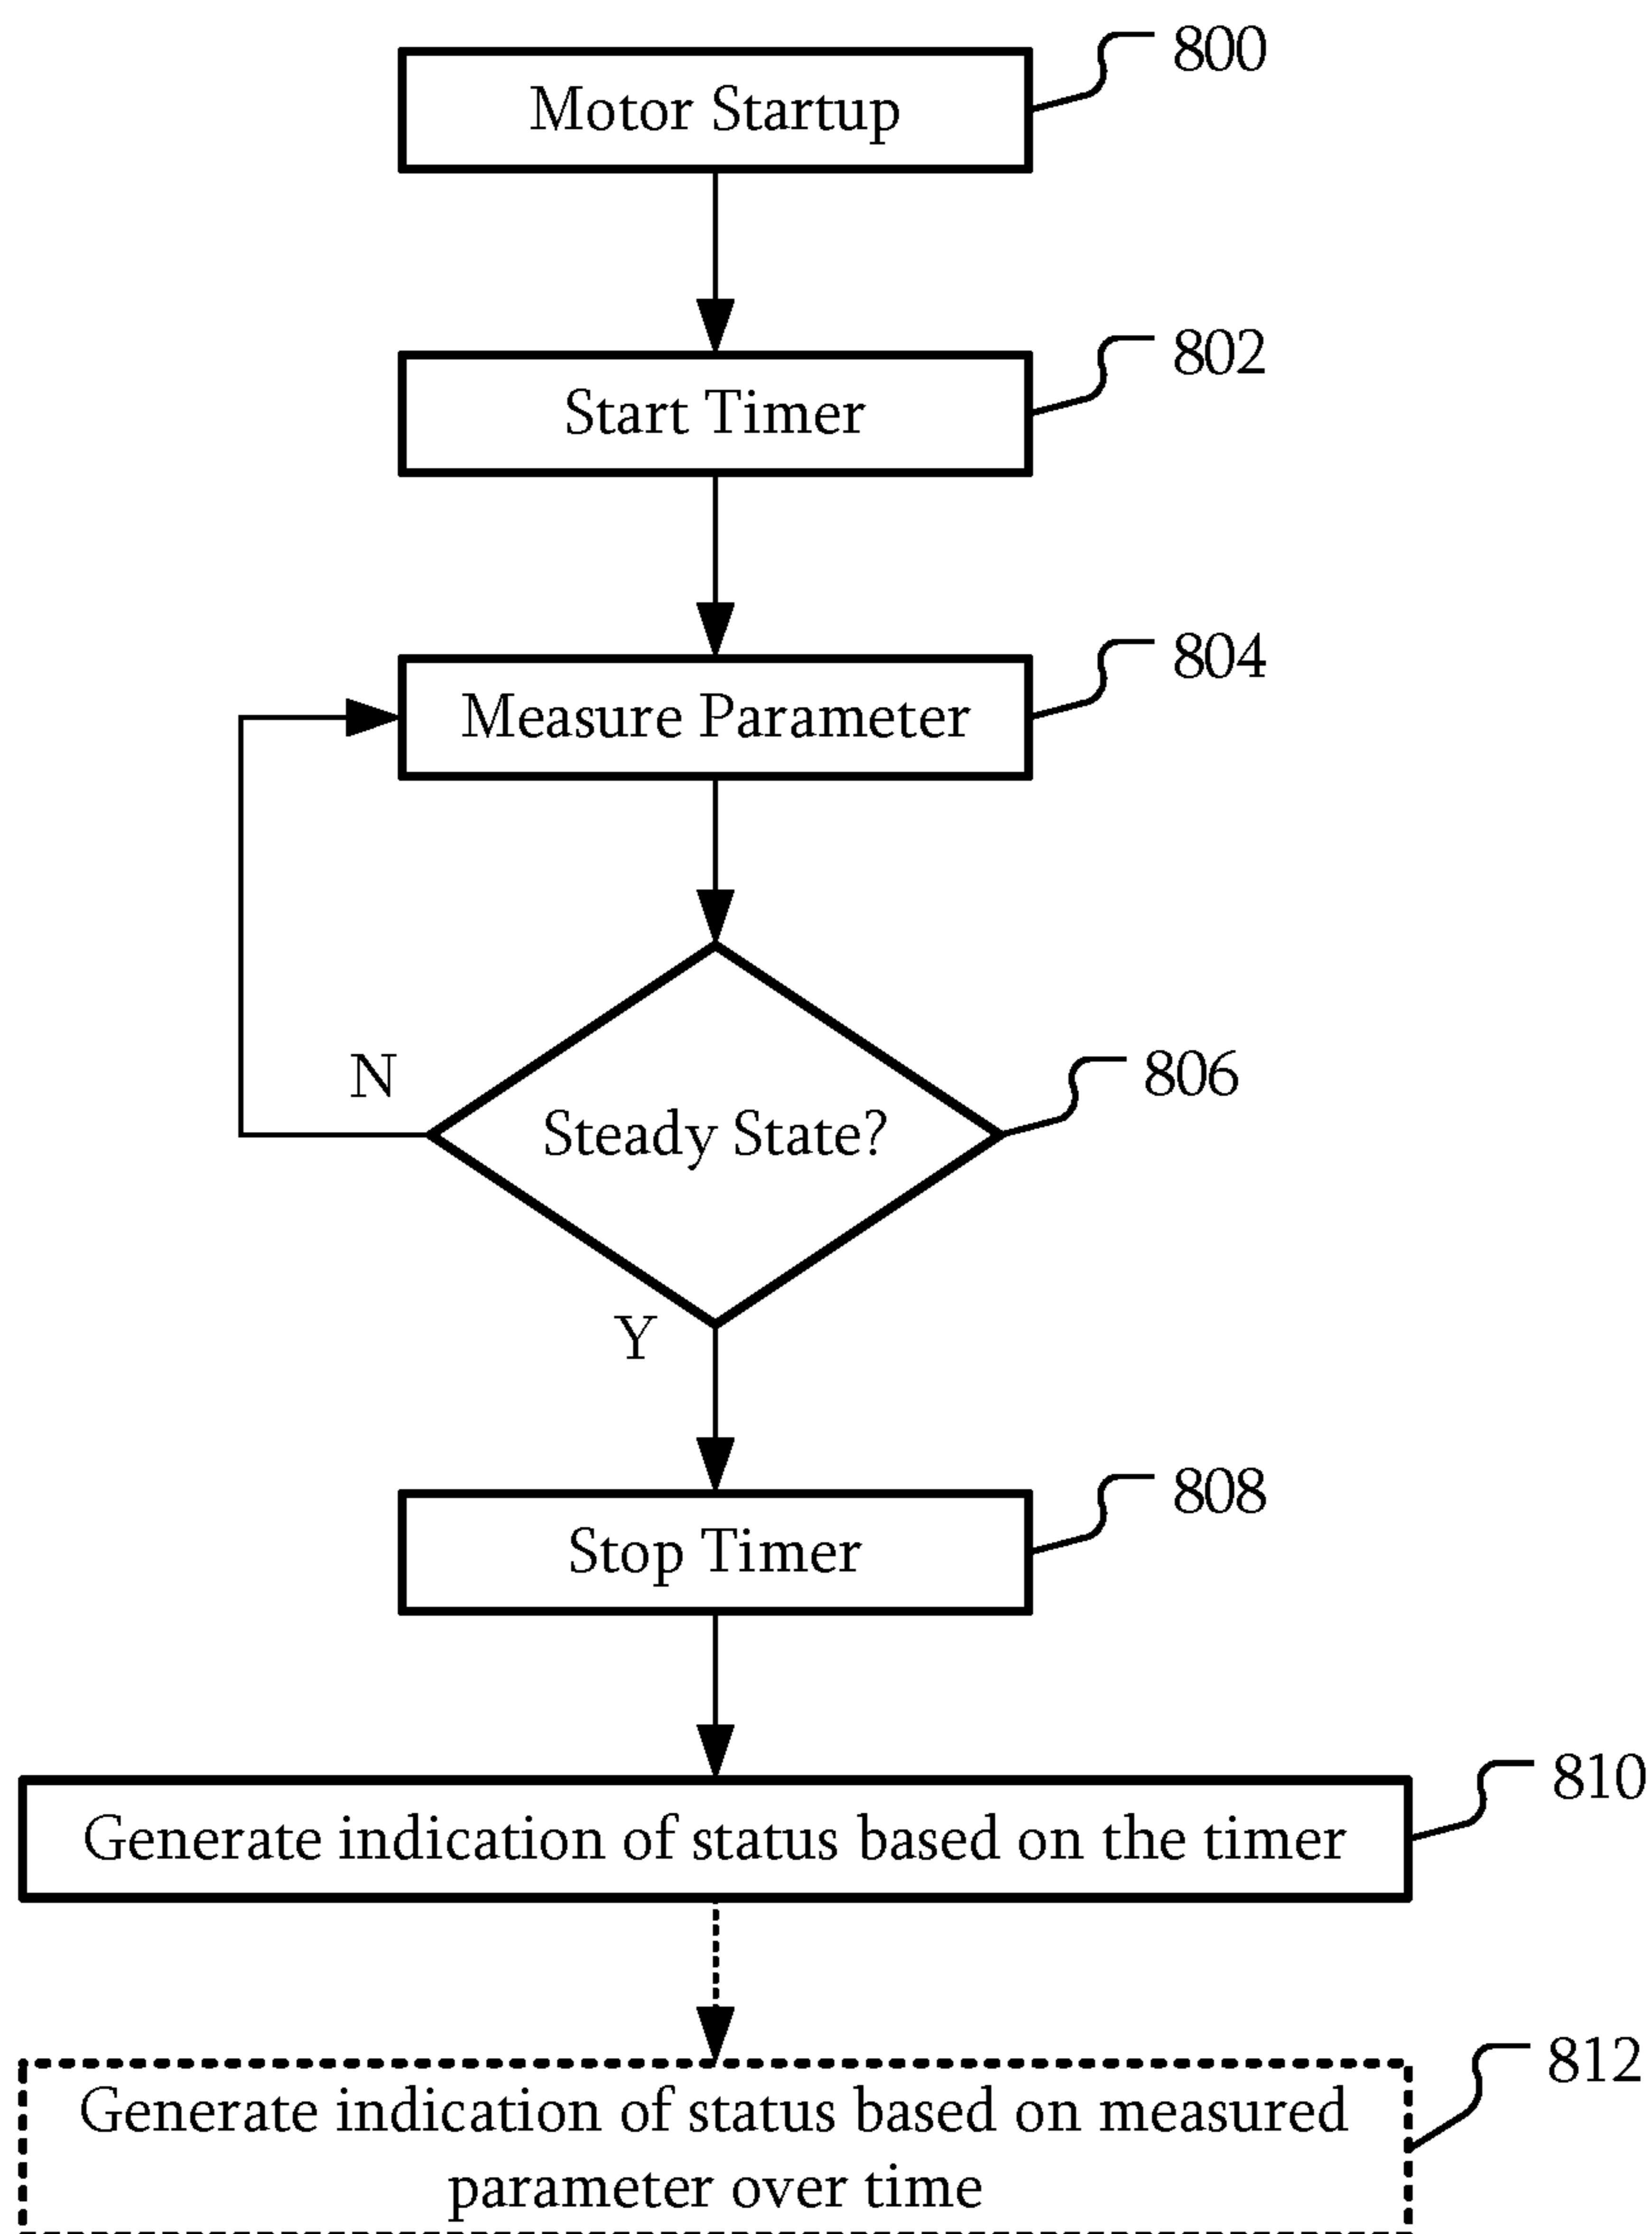 800
Motor Startup
802
Start Timer
804
Measure Parameter
N
806
Steady State?
Y
808
Stop Timer
810
Generate indication of status based on the timer
812
Generate indication of status based on measured
parameter over time